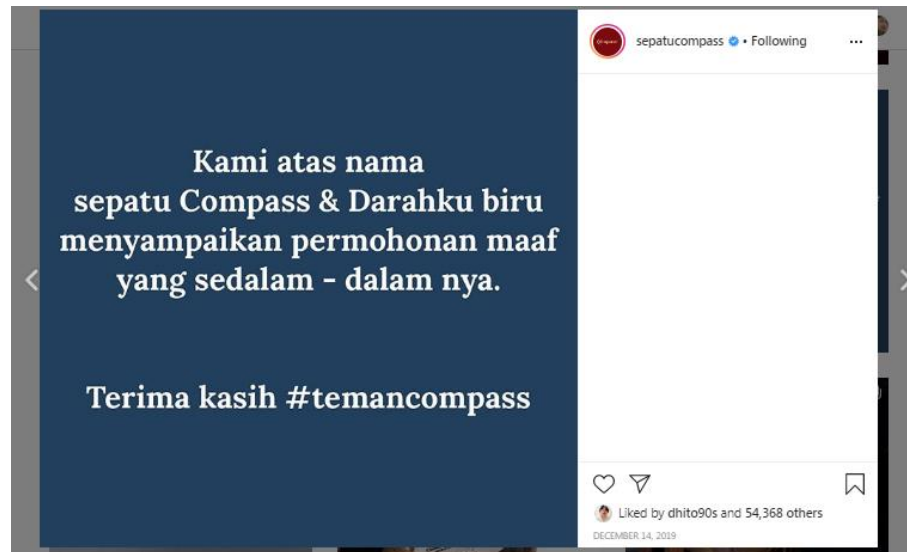 Kami atas nama
sepatu Compass & Darahku biru
menyampaikan permohonan maaf
yang sedalam - dalam nya.
Terima kasih #temancompass
sepatucompass • Following
Liked by dhito90s and 54,368 others
DECEMBER 14, 2019